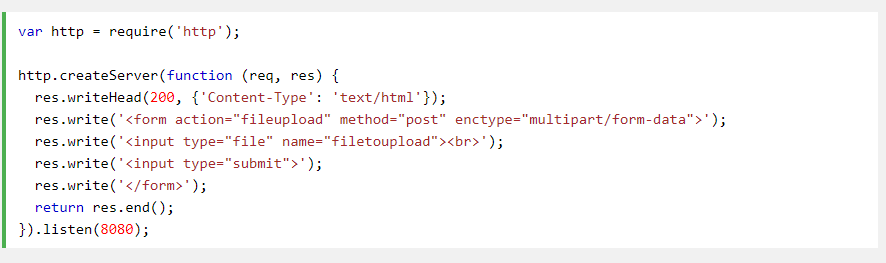 var http = require('http');

http.createServer(function (req, res) {
  res.writeHead(200, {'Content-Type': 'text/html'});
  res.write('<form action="fileupload" method="post" enctype="multipart/form-data">');
  res.write('<input type="file" name="filetoupload"><br>');
  res.write('<input type="submit">');
  res.write('</form>');
  return res.end();
}).listen(8080);